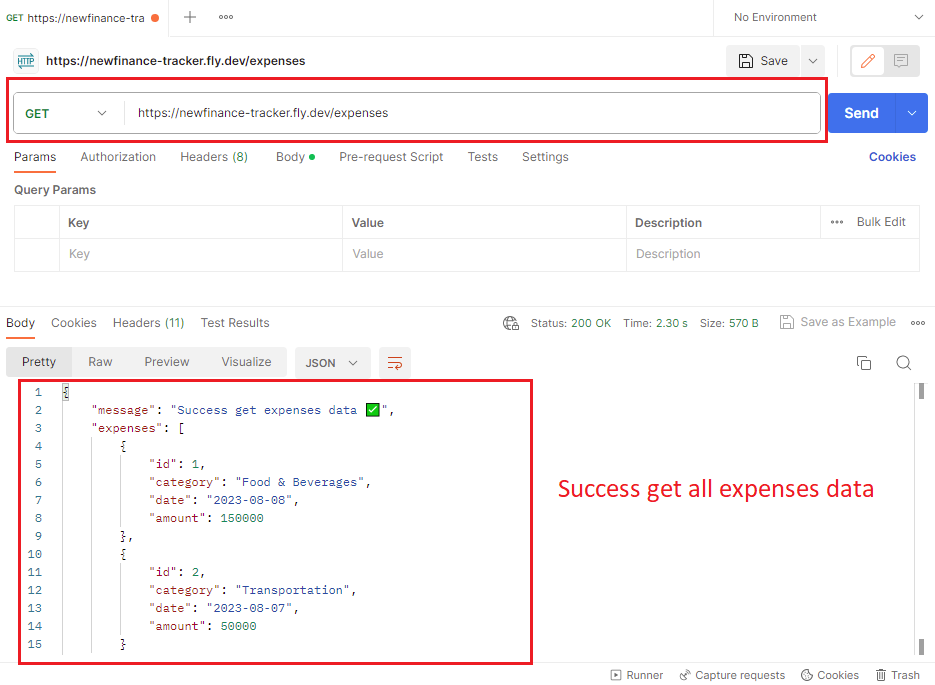 GET https://newfinance-tra
No Environment
HTTP https://newfinance-tracker.fly.dev/expenses
Save
GET https://newfinance-tracker.fly.dev/expenses
Send
Params Authorization Headers (8) Body Pre-request Script Tests Settings Cookies
Query Params
Key Value Description Bulk Edit
Key Value Description
Body Cookies Headers (11) Test Results Status: 200 OK Time: 2.30 s Size: 570 B Save as Example
Pretty Raw Preview Visualize JSON
1 {
2 "message": "Success get expenses data ✅",
3 "expenses": [
4 {
5 "id": 1,
6 "category": "Food & Beverages",
7 "date": "2023-08-08",
8 "amount": 150000
9 },
10 {
11 "id": 2,
12 "category": "Transportation",
13 "date": "2023-08-07",
14 "amount": 50000
15 }
Success get all expenses data
Runner Capture requests Cookies Trash